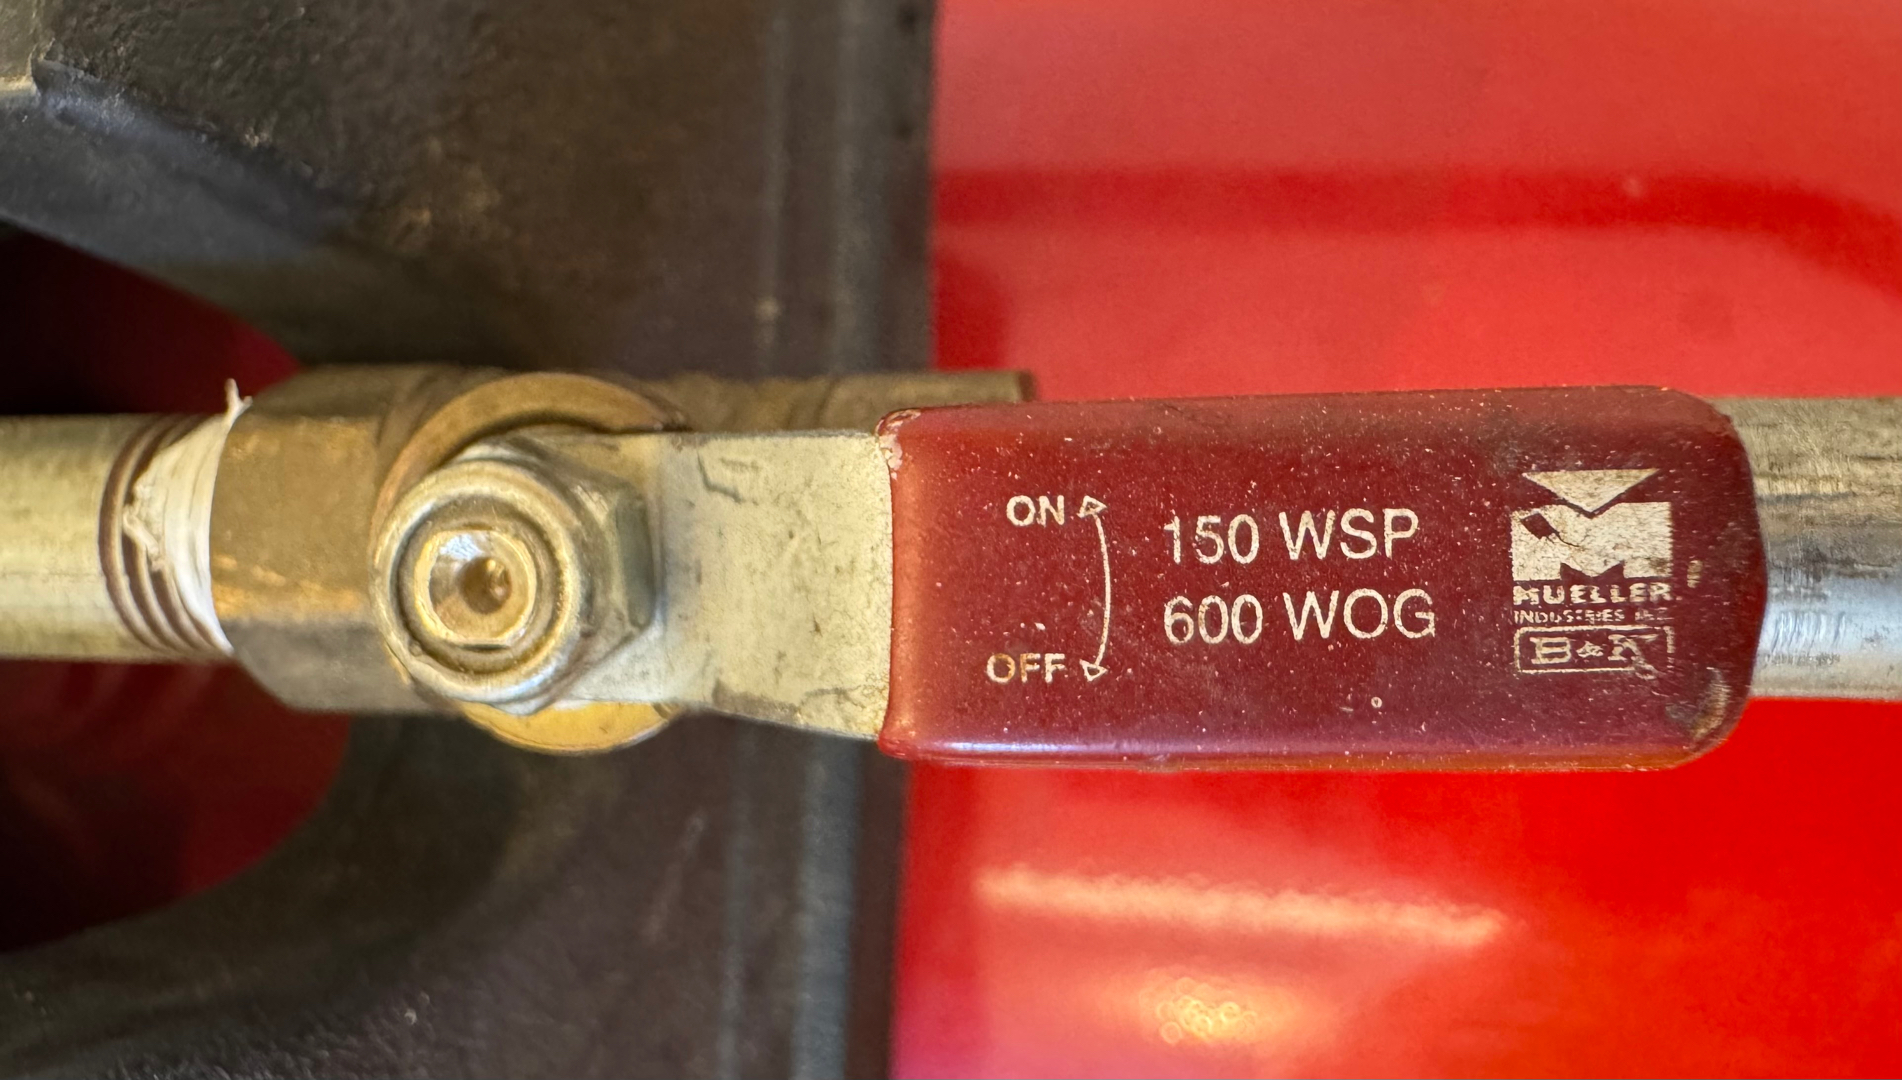 ON
OFF
150 WSP
600 WOG
MUELLER
INDUSTRIES INC.
B&K